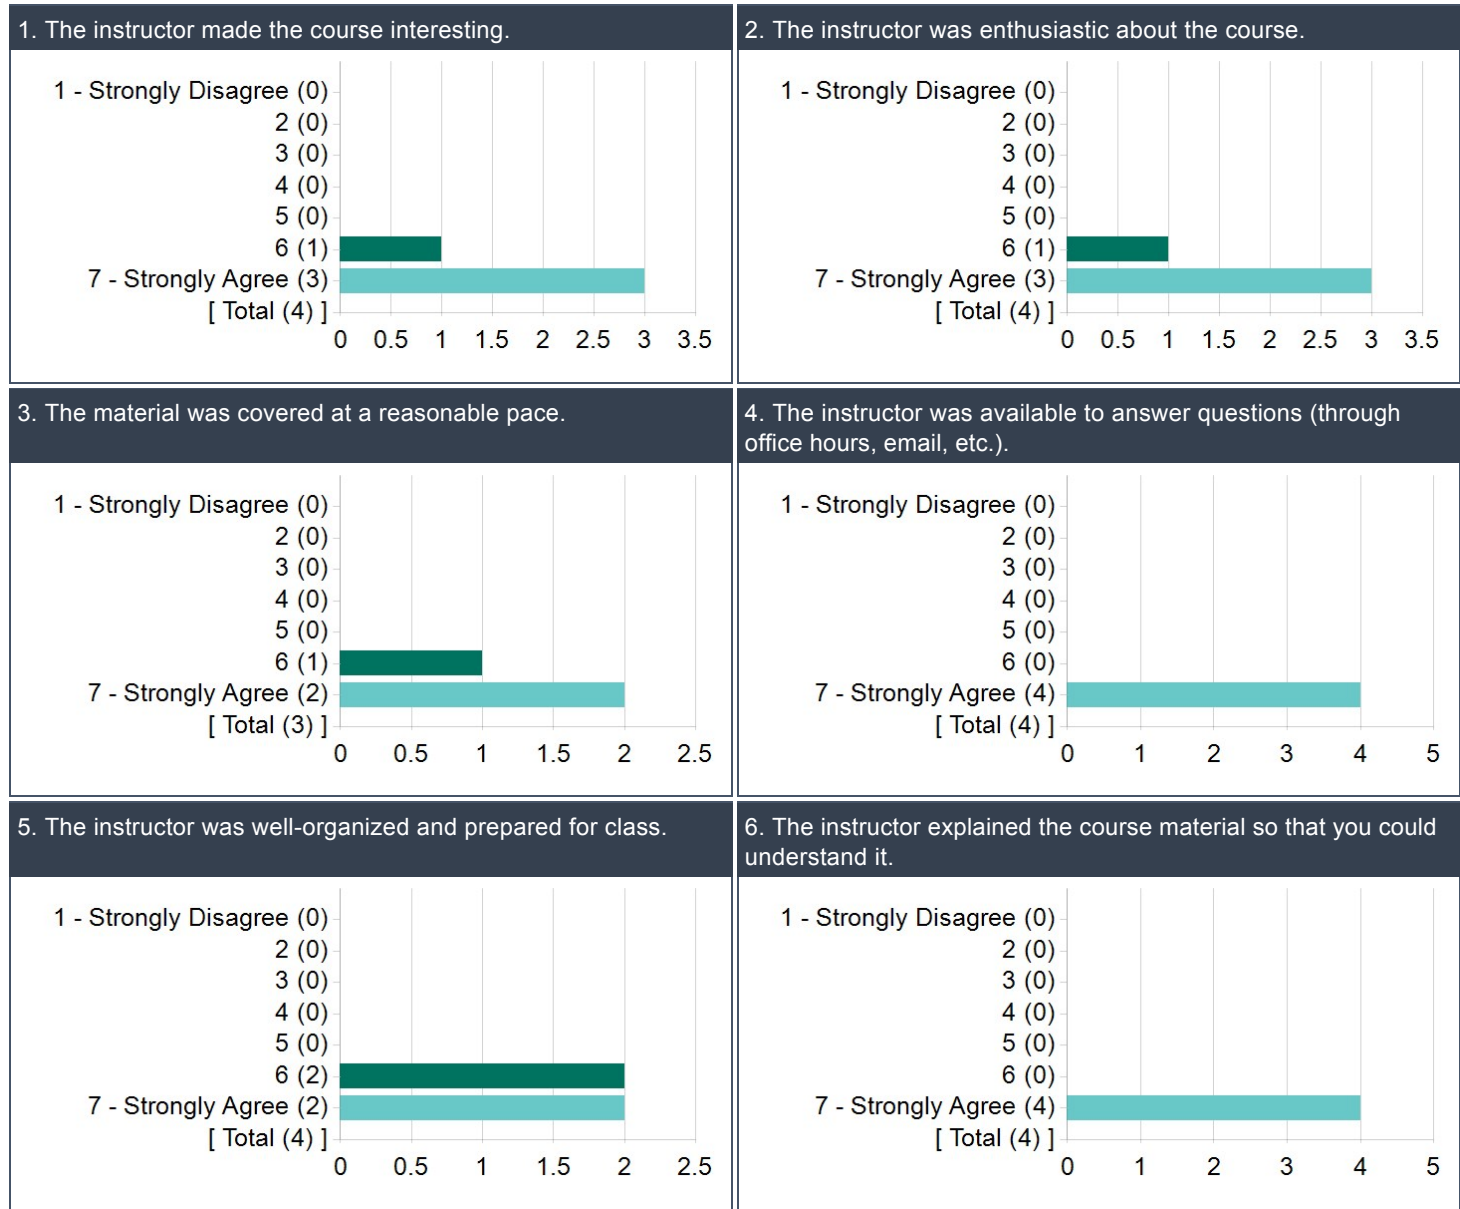 1. The instructor made the course interesting.
1 - Strongly Disagree (0)
2 (0)
3 (0)
4 (0)
5 (0)
6 (1)
7 - Strongly Agree (3)
[ Total (4) ]
0 0.5 1 1.5 2 2.5 3 3.5
2. The instructor was enthusiastic about the course.
1 - Strongly Disagree (0)
2 (0)
3 (0)
4 (0)
5 (0)
6 (1)
7 - Strongly Agree (3)
[ Total (4) ]
0 0.5 1 1.5 2 2.5 3 3.5
3. The material was covered at a reasonable pace.
1 - Strongly Disagree (0)
2 (0)
3 (0)
4 (0)
5 (0)
6 (1)
7 - Strongly Agree (2)
[ Total (3) ]
0 0.5 1 1.5 2 2.5
4. The instructor was available to answer questions (through
office hours, email, etc.).
1 - Strongly Disagree (0)
2 (0)
3 (0)
4 (0)
5 (0)
6 (0)
7 - Strongly Agree (4)
[ Total (4) ]
0 1 2 3 4 5
5. The instructor was well-organized and prepared for class.
1 - Strongly Disagree (0)
2 (0)
3 (0)
4 (0)
5 (0)
6 (2)
7 - Strongly Agree (2)
[ Total (4) ]
0 0.5 1 1.5 2 2.5
6. The instructor explained the course material so that you could
understand it.
1 - Strongly Disagree (0)
2 (0)
3 (0)
4 (0)
5 (0)
6 (0)
7 - Strongly Agree (4)
[ Total (4) ]
0 1 2 3 4 5